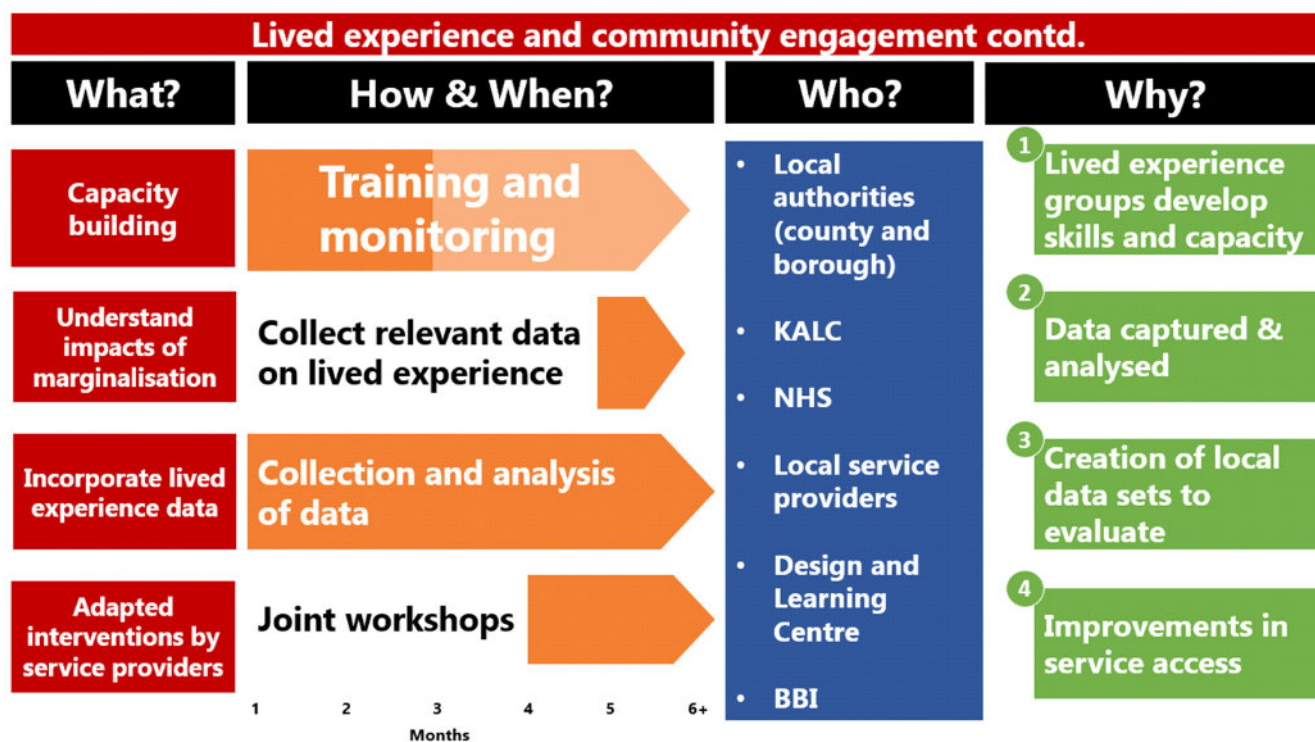 Lived experience and community engagement contd.
What?
How & When?
Who?
Why?
Capacity
building
Training and
monitoring
Understand
impacts of
marginalisation
Collect relevant data
on lived experience
Incorporate lived
experience data
Collection and analysis
of data
Adapted
interventions by
service providers
Joint workshops
1 2 3 4 5 6+
Months
• Local
authorities
(county and
borough)
• KALC
• NHS
• Local service
providers
• Design and
Learning
Centre
• BBI
1
Lived experience
groups develop
skills and capacity
2
Data captured &
analysed
3
Creation of local
data sets to
evaluate
4
Improvements in
service access